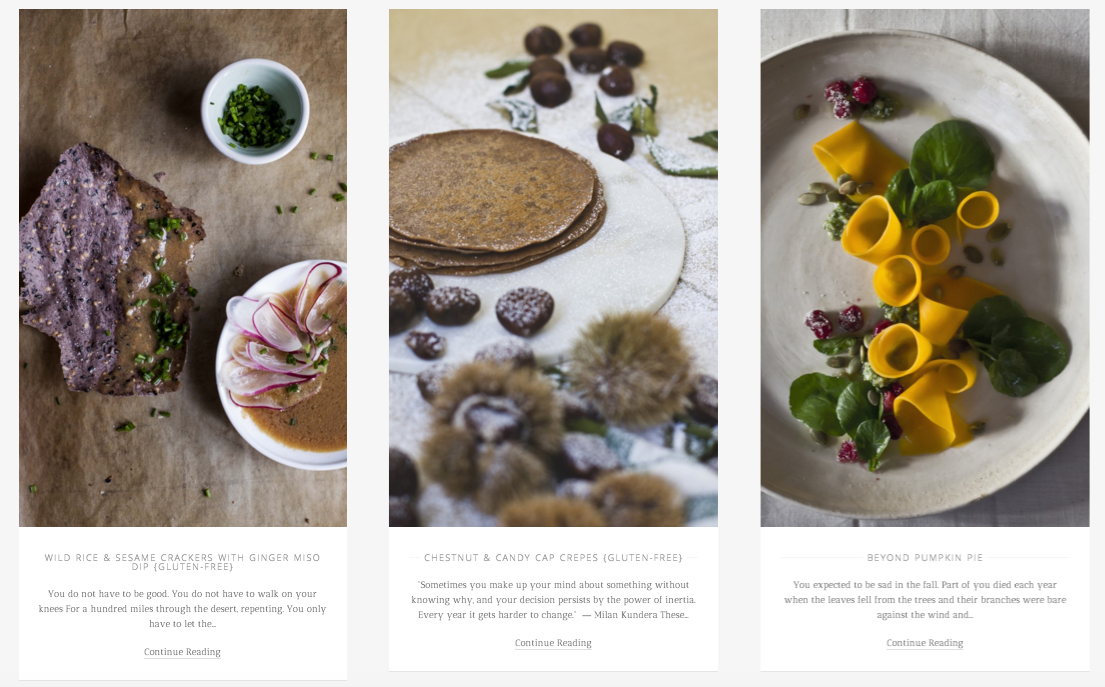 WILD RICE & SESAME CRACKERS WITH GINGER MISO
DIP {GLUTEN-FREE}
You do not have to be good. You do not have to walk on your
knees For a hundred miles through the desert, repenting. You only
have to let the...
Continue Reading
CHESTNUT & CANDY CAP CREPES {GLUTEN-FREE}
"Sometimes you make up your mind about something without
knowing why, and your decision persists by the power of inertia.
Every year it gets harder to change." — Milan Kundera These...
Continue Reading
BEYOND PUMPKIN PIE
You expected to be sad in the fall. Part of you died each year
when the leaves fell from the trees and their branches were bare
against the wind and...
Continue Reading